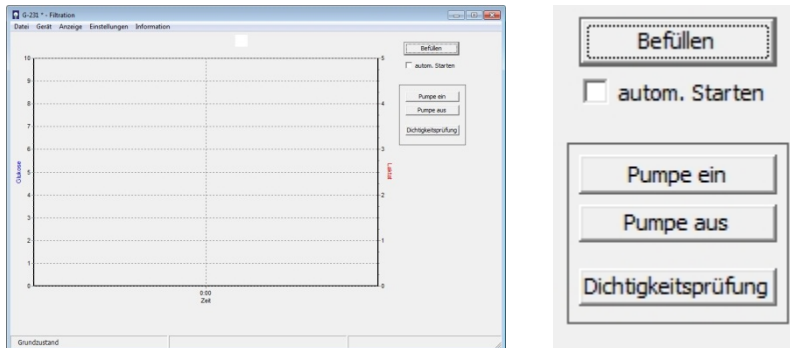 G-231 * - Filtration
Datei Gerät Anzeige Einstellungen Information
Befüllen
autom. Starten
Pumpe ein
Pumpe aus
Dichtigkeitsprüfung
10
9
8
7
6
5
4
3
2
1
0
Glukose
5
4
3
2
1
0
Laktat
0:00
Zeit
Grundzustand
Befüllen
autom. Starten
Pumpe ein
Pumpe aus
Dichtigkeitsprüfung